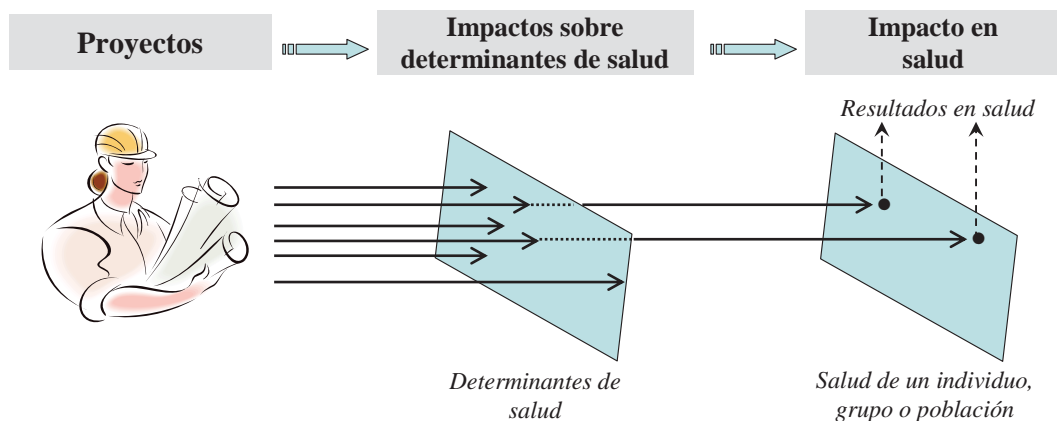 Proyectos
Impactos sobre
determinantes de salud
Impacto en
salud
Resultados en salud
Determinantes de
salud
Salud de un individuo,
grupo o población